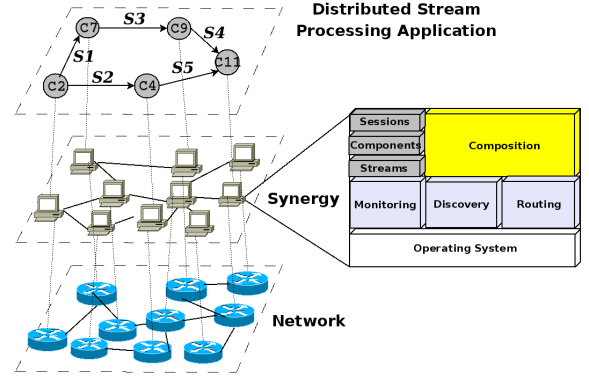 Distributed Stream
Processing Application
C7
S3
C9
S4
S1
C11
S2
S5
C2
C4
Sessions
Components
Composition
Streams
Synergy
Monitoring
Discovery
Routing
Operating System
Network